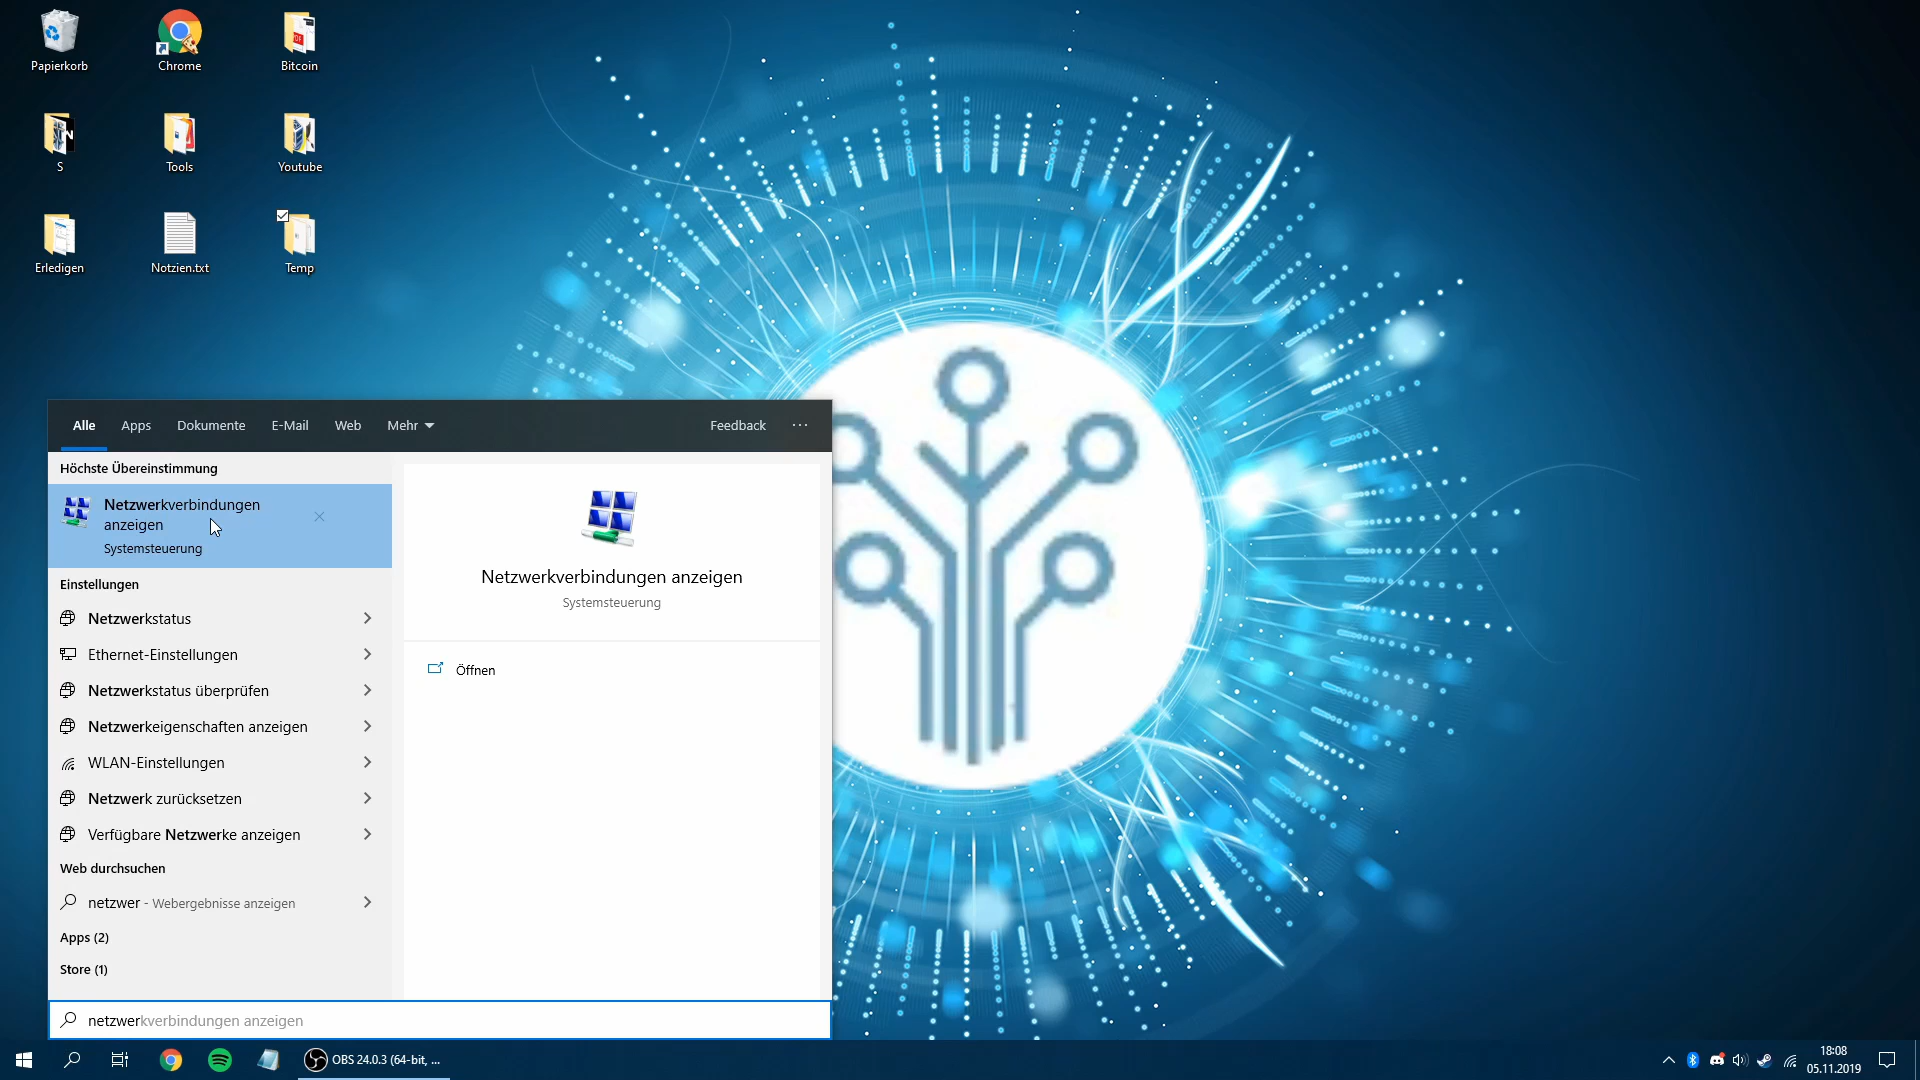 Papierkorb
Chrome
Bitcoin
S
Tools
Youtube
Erledigen
Notzien.txt
Temp
Alle Apps Dokumente E-Mail Web Mehr Feedback ...
Höchste Übereinstimmung
Netzwerkverbindungen
anzeigen
Systemsteuerung
Einstellungen
Netzwerkstatus
Ethernet-Einstellungen
Netzwerkstatus überprüfen
Netzwerkeigenschaften anzeigen
WLAN-Einstellungen
Netzwerk zurücksetzen
Verfügbare Netzwerke anzeigen
Web durchsuchen
netzwer - Webergebnisse anzeigen
Apps (2)
Store (1)
Netzwerkverbindungen anzeigen
Systemsteuerung
Öffnen
netzwerkverbindungen anzeigen
OBS 24.0.3 (64-bit, ...
18:08
05.11.2019